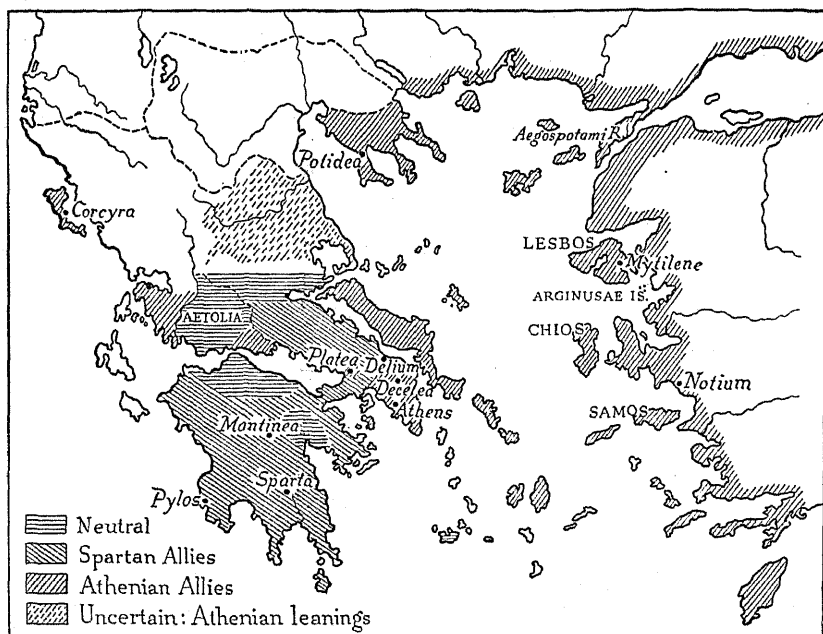 Aegospotami R.
Potidea
Corcyra
LESBOS
Mytilene
ARGINUSAE IS.
AETOLIA
CHIOS
Platea
Delium
Decelea
Notium
Athens
SAMOS
Montinea
Sparta
Pylos
Neutral
Spartan Allies
Athenian Allies
Uncertain: Athenian leanings